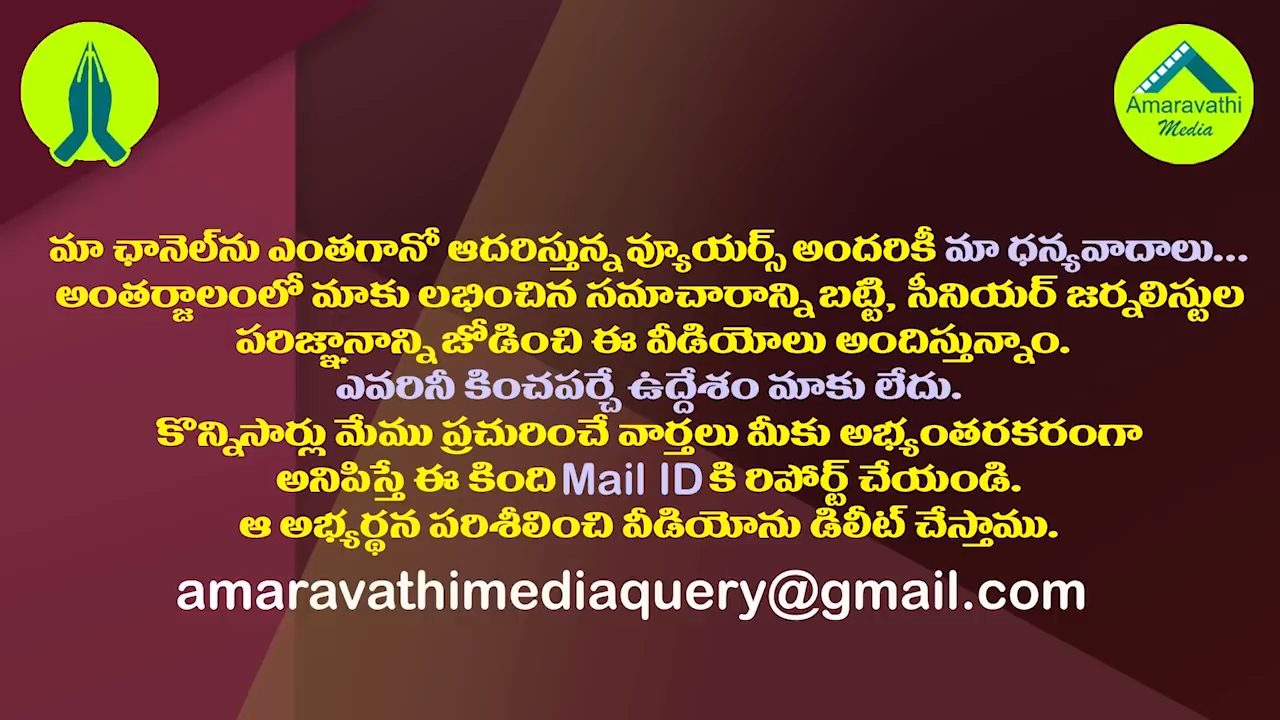 Amaravathi
Media
మా ఛానెల్‌ను ఎంతగానో ఆదరిస్తున్న వ్యూయర్స్ అందరికీ మా ధన్యవాదాలు...
అంతర్జాలంలో మాకు లభించిన సమాచారాన్ని బట్టి, సీనియర్ జర్నలిస్టుల
పరిజ్ఞానాన్ని జోడించి ఈ వీడియోలు అందిస్తున్నాం.
ఎవరినీ కించపర్చే ఉద్దేశం మాకు లేదు.
కొన్నిసార్లు మేము ప్రచురించే వార్తలు మీకు అభ్యంతరకరంగా
అనిపిస్తే ఈ కింది Mail ID కి రిపోర్ట్ చేయండి.
ఆ అభ్యర్థన పరిశీలించి వీడియోను డిలీట్ చేస్తాము.
amaravathimediaquery@gmail.com